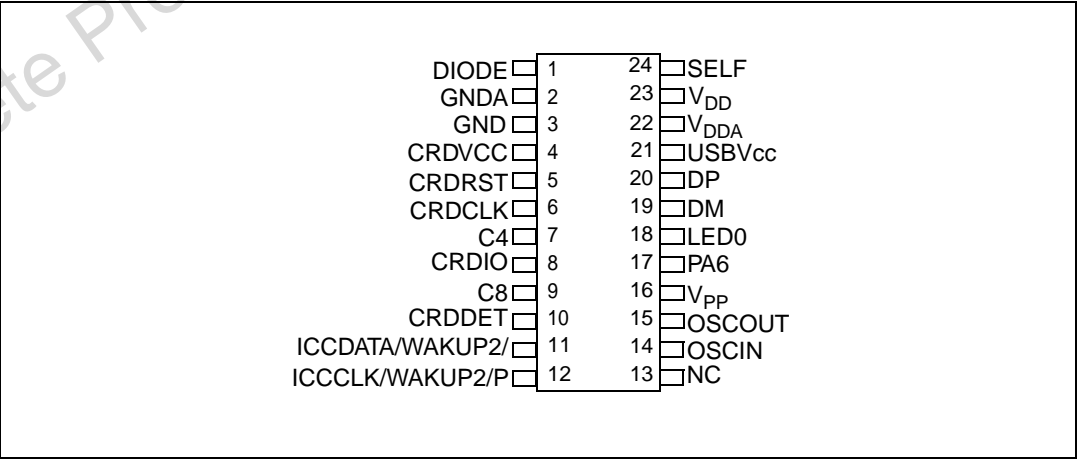 ete Pro
DIODE 1 24 SELF
GNDA 2 23 VDD
GND 3 22 VDDA
CRDVCC 4 21 USBVcc
CRDRST 5 20 DP
CRDCLK 6 19 DM
C4 7 18 LED0
CRDIO 8 17 PA6
C8 9 16 VPP
CRDDET 10 15 OSCOUT
ICCDATA/WAKUP2/ 11 14 OSCIN
ICCCLK/WAKUP2/P 12 13 NC